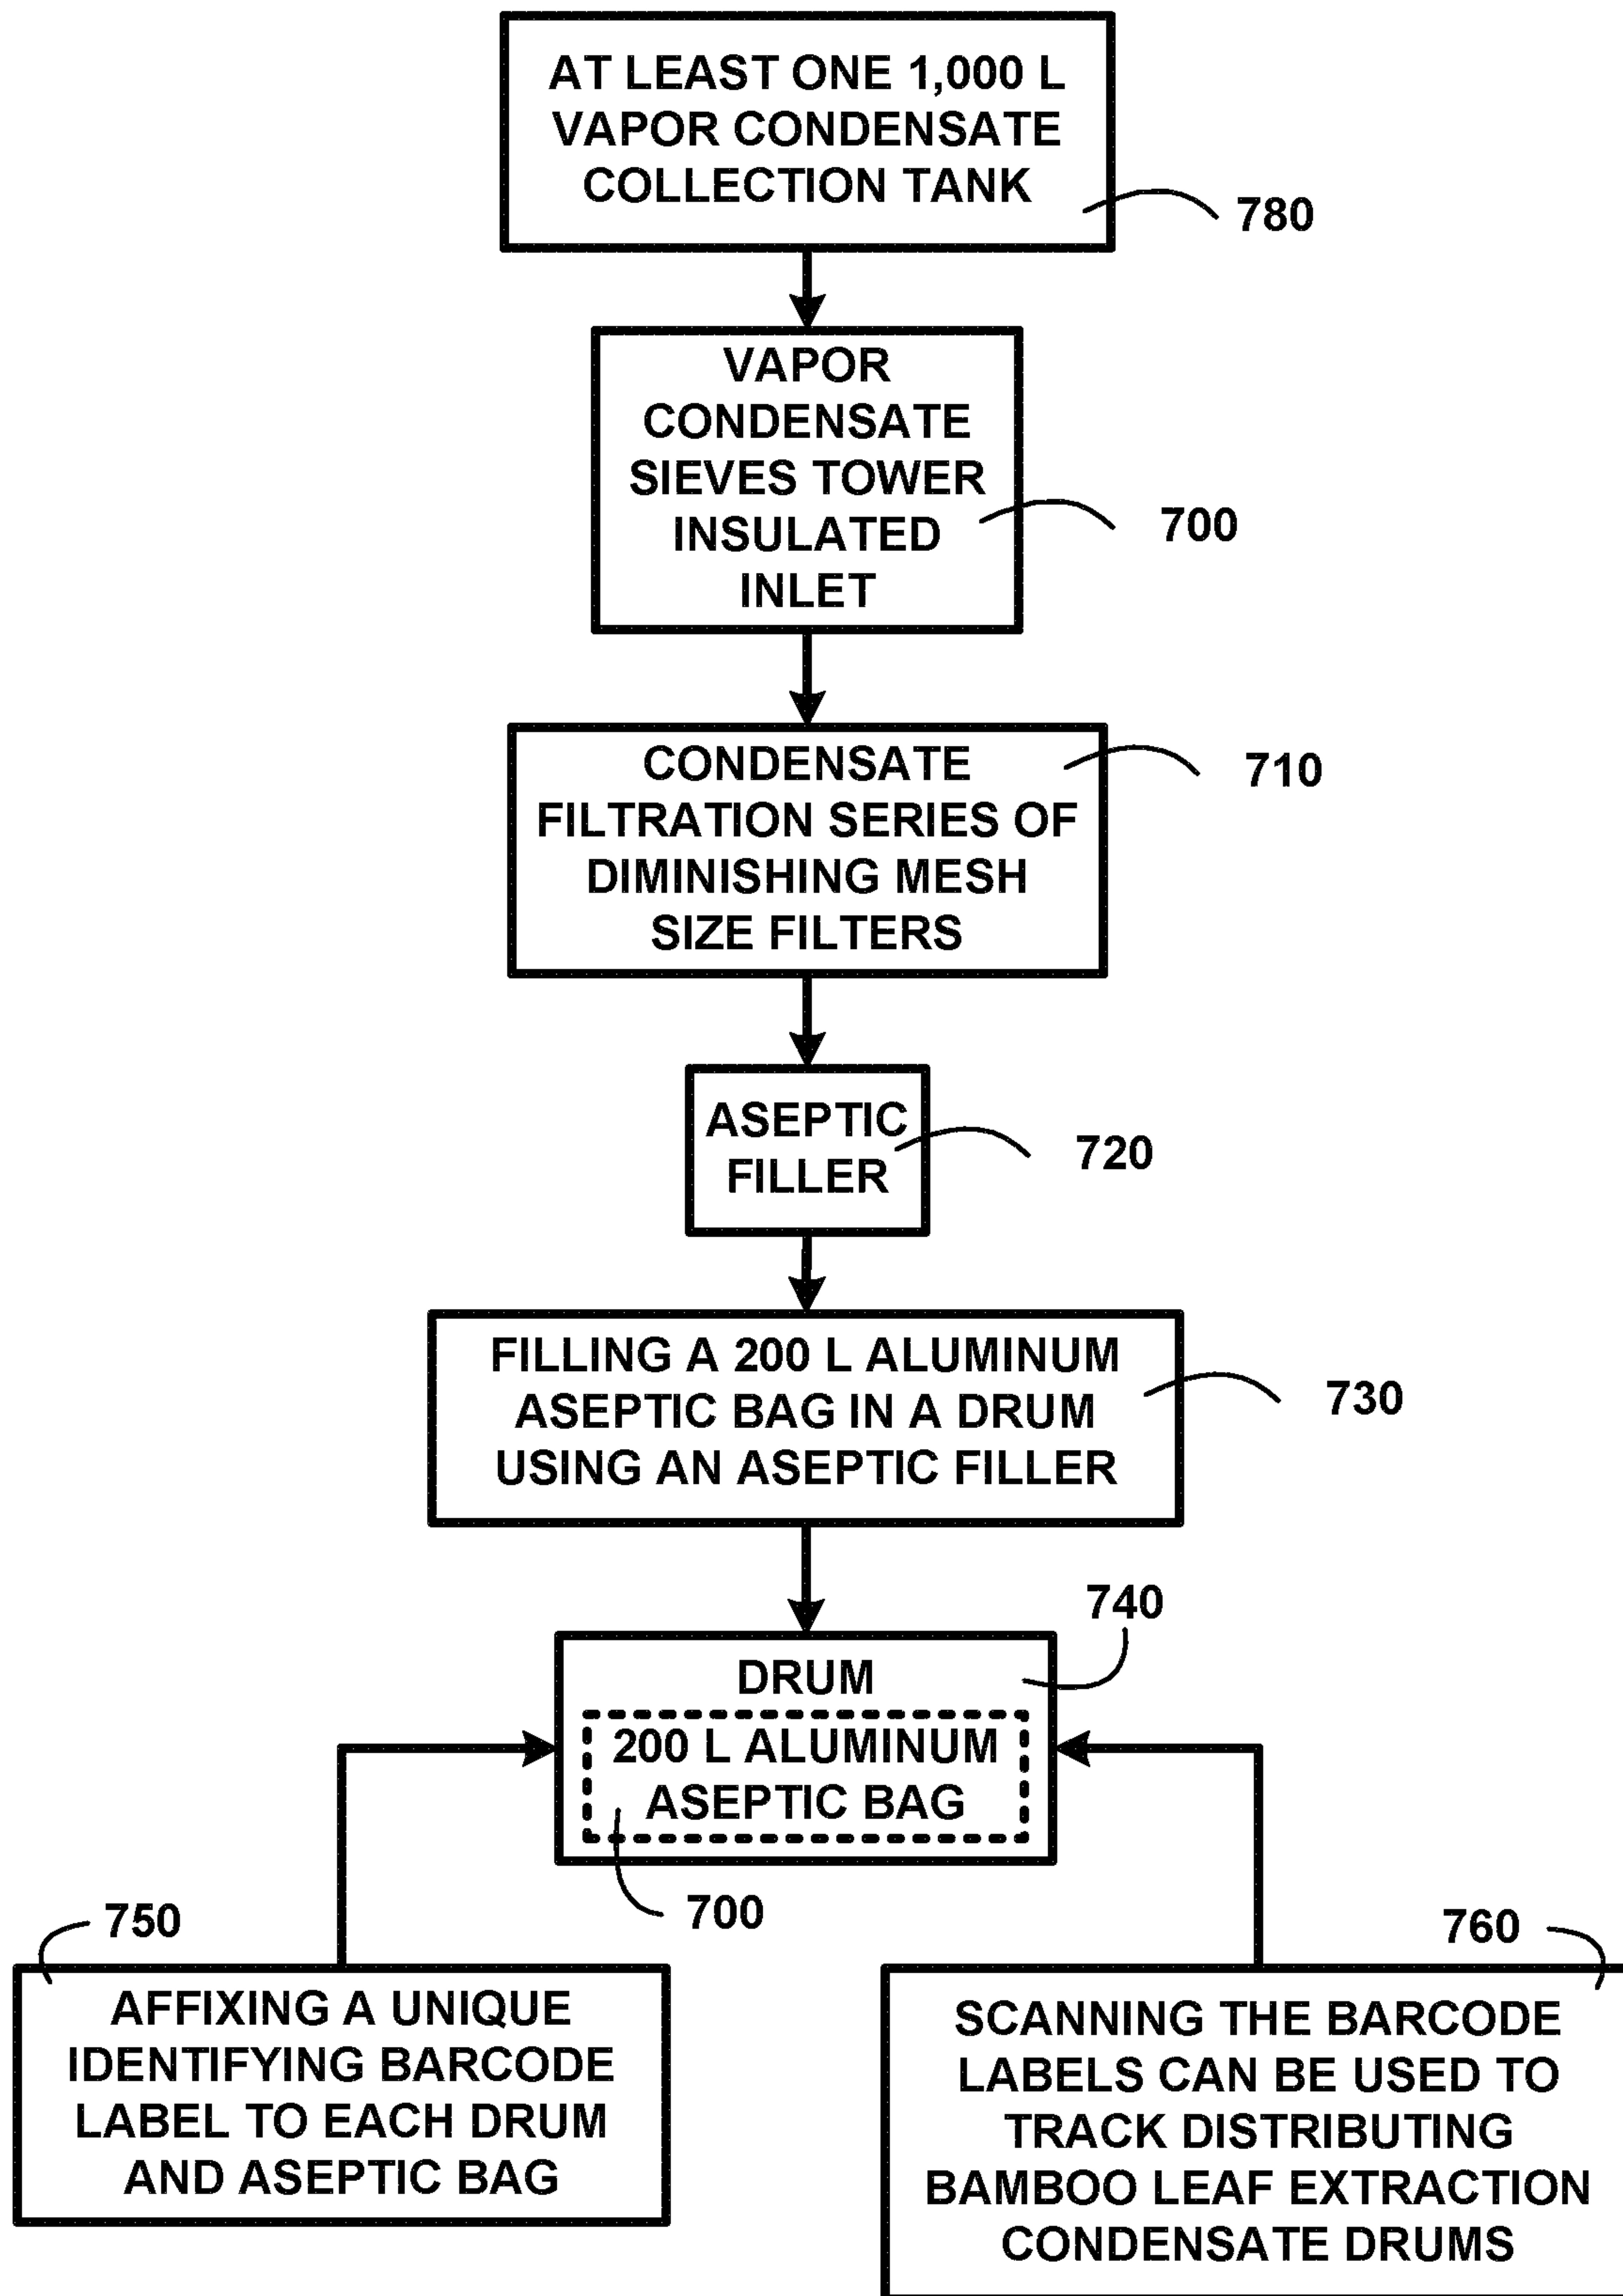 AT LEAST ONE 1,000 L
VAPOR CONDENSATE
COLLECTION TANK
780
VAPOR
CONDENSATE
SIEVES TOWER
INSULATED
INLET
700
CONDENSATE
FILTRATION SERIES OF
DIMINISHING MESH
SIZE FILTERS
710
ASEPTIC
FILLER
720
FILLING A 200 L ALUMINUM
ASEPTIC BAG IN A DRUM
USING AN ASEPTIC FILLER
730
740
DRUM
200 L ALUMINUM
ASEPTIC BAG
700
750
AFFIXING A UNIQUE
IDENTIFYING BARCODE
LABEL TO EACH DRUM
AND ASEPTIC BAG
760
SCANNING THE BARCODE
LABELS CAN BE USED TO
TRACK DISTRIBUTING
BAMBOO LEAF EXTRACTION
CONDENSATE DRUMS